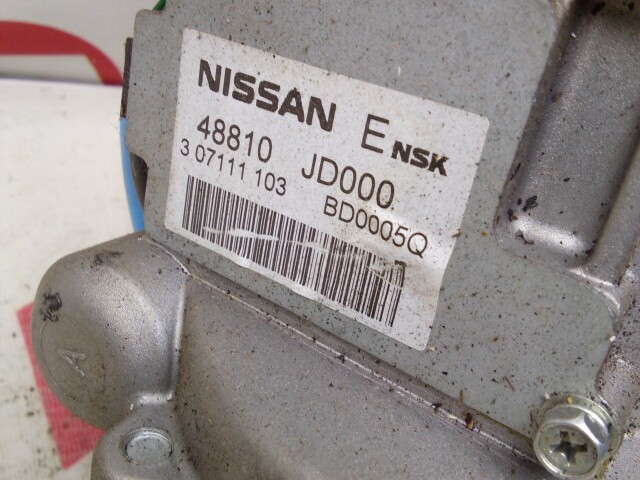 NISSAN E NSK
48810 JD000
3 07111 103 BD0005Q
A